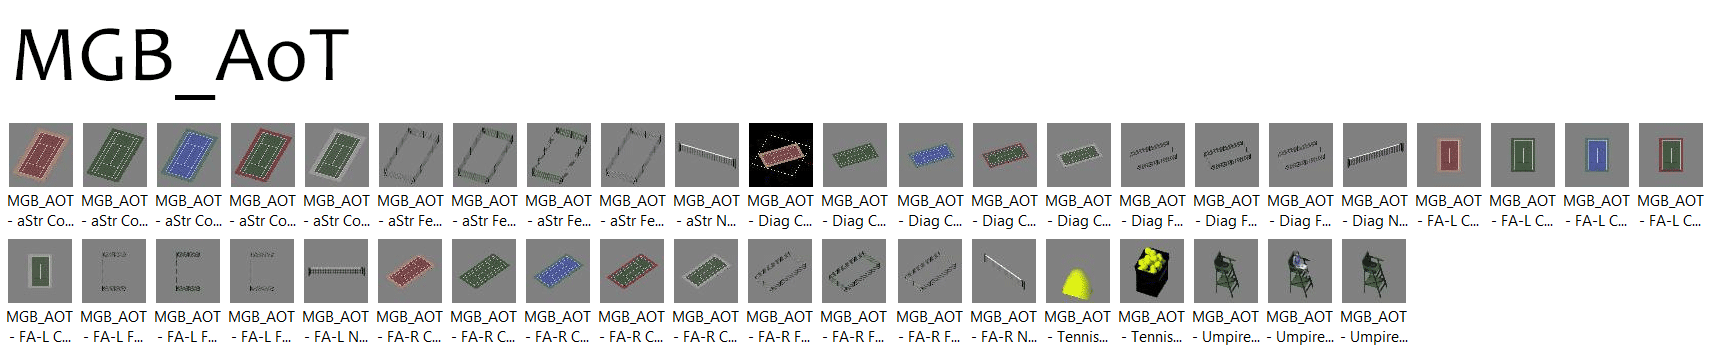 MGB_AoT
MGB_AOT MGB_AOT MGB_AOT MGB_AOT MGB_AOT MGB_AOT MGB_AOT MGB_AOT MGB_AOT MGB_AOT MGB_AOT MGB_AOT MGB_AOT MGB_AOT MGB_AOT MGB_AOT MGB_AOT MGB_AOT MGB_AOT MGB_AOT MGB_AOT MGB_AOT MGB_AOT
- aStr Co... - aStr Co... - aStr Co... - aStr Co... - aStr Co... - aStr Fe... - aStr Fe... - aStr Fe... - aStr Fe... - aStr N... - Diag C... - Diag C... - Diag C... - Diag C... - Diag C... - Diag F... - Diag F... - Diag F... - Diag N... - FA-L C... - FA-L C... - FA-L C... - FA-L C...
MGB_AOT MGB_AOT MGB_AOT MGB_AOT MGB_AOT MGB_AOT MGB_AOT MGB_AOT MGB_AOT MGB_AOT MGB_AOT MGB_AOT MGB_AOT MGB_AOT MGB_AOT MGB_AOT MGB_AOT MGB_AOT MGB_AOT
- FA-L C... - FA-L F... - FA-L F... - FA-L F... - FA-L N... - FA-R C... - FA-R C... - FA-R C... - FA-R C... - FA-R C... - FA-R F... - FA-R F... - FA-R F... - FA-R N... - Tennis... - Tennis... - Umpire... - Umpire... - Umpire...